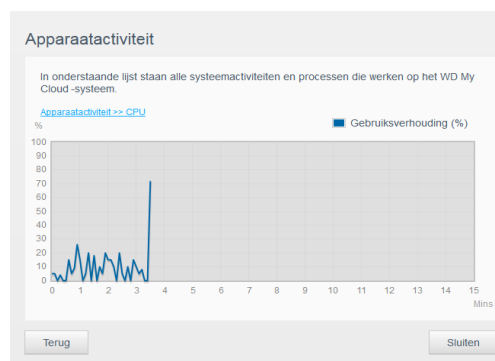 Apparaatactiviteit
In onderstaande lijst staan alle systeemactiviteiten en processen die werken op het WD My
Cloud -systeem.
Apparaatactiviteit >> CPU
%
Gebruiksverhouding (%)
100
90
80
70
60
50
40
30
20
10
0
0 1 2 3 4 5 6 7 8 9 10 11 12 13 14 15
Mins
Terug
Sluiten